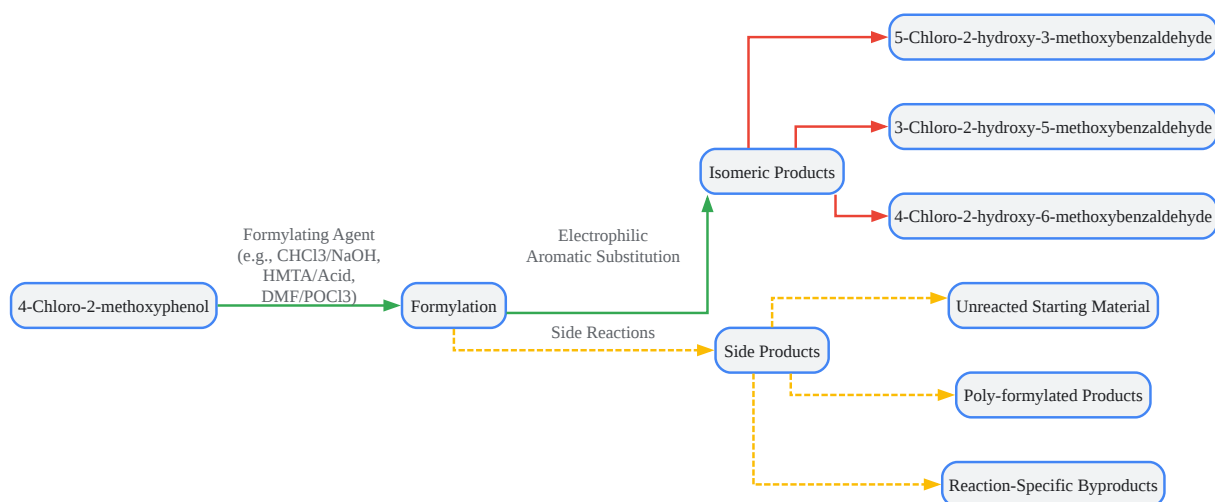 5-Chloro-2-hydroxy-3-methoxybenzaldehyde
3-Chloro-2-hydroxy-5-methoxybenzaldehyde
Isomeric Products
4-Chloro-2-hydroxy-6-methoxybenzaldehyde
Formylating Agent
(e.g., CHCl3/NaOH,
HMTA/Acid,
DMF/POCl3)
Electrophilic
Aromatic Substitution
4-Chloro-2-methoxyphenol
Formylation
Unreacted Starting Material
Side Reactions
Side Products
Poly-formylated Products
Reaction-Specific Byproducts